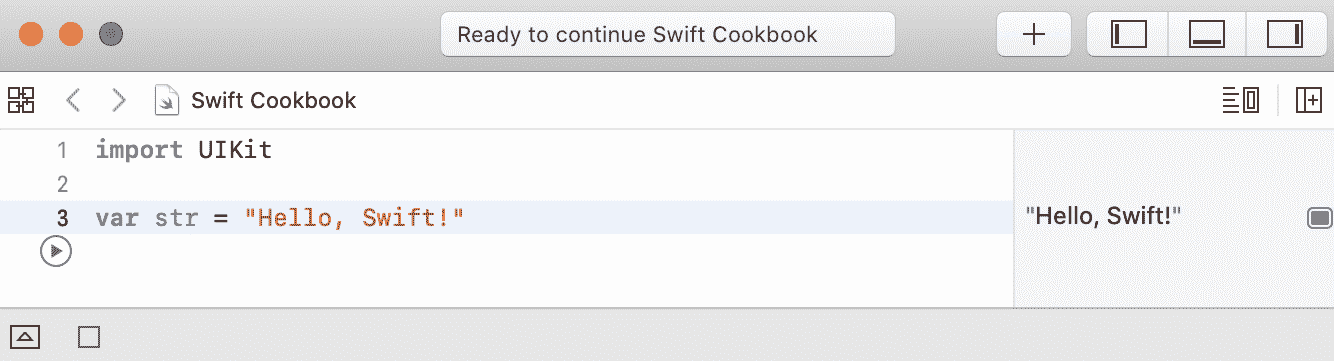 Ready to continue Swift Cookbook
Swift Cookbook
1 import UIKit
2
3 var str = "Hello, Swift!"
"Hello, Swift!"